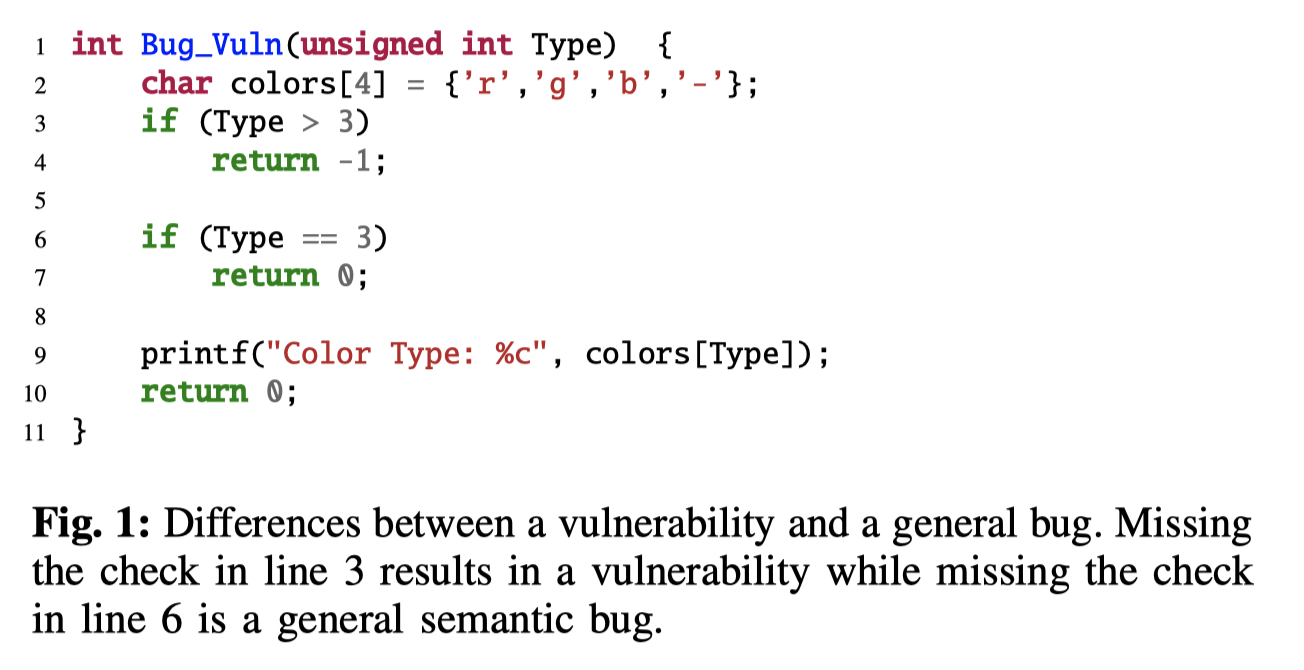 1 int Bug_Vuln(unsigned int Type)  {
2     char colors[4] = {'r','g','b','-'};
3     if (Type > 3)
4         return -1;
5
6     if (Type == 3)
7         return 0;
8
9     printf("Color Type: %c", colors[Type]);
10     return 0;
11 }
Fig. 1: Differences between a vulnerability and a general bug. Missing
the check in line 3 results in a vulnerability while missing the check
in line 6 is a general semantic bug.